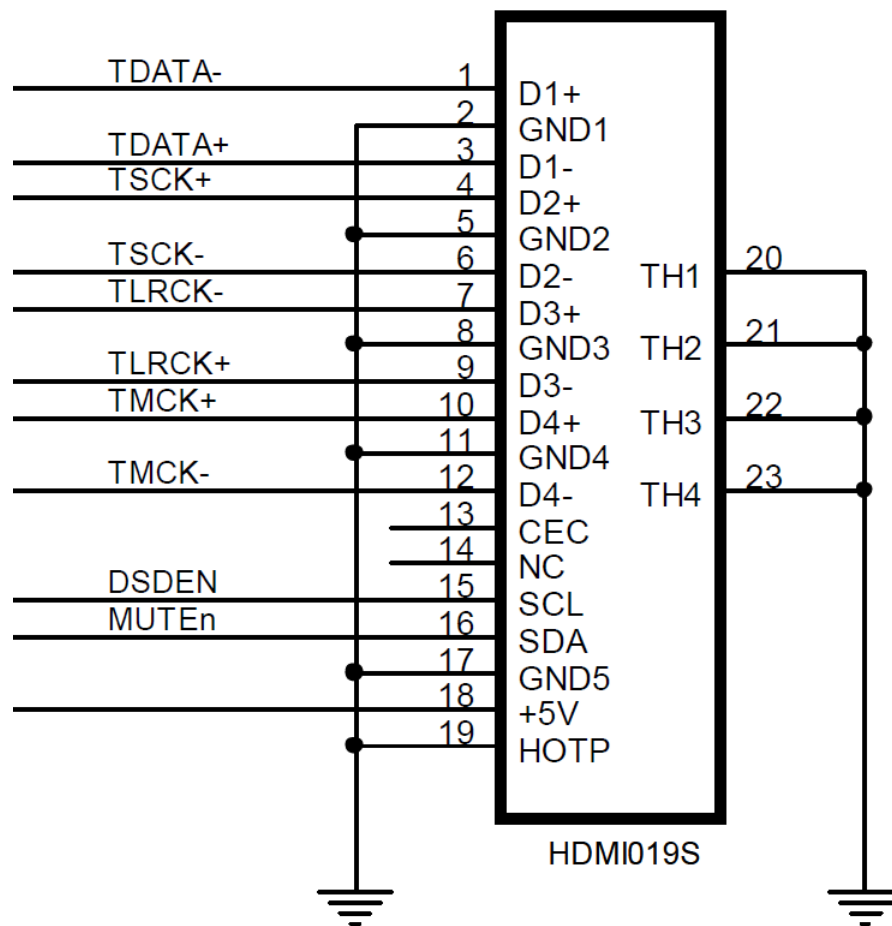 TDATA- 1 D1+
2 GND1
TDATA+ 3 D1-
TSCK+ 4 D2+
5 GND2
TSCK- 6 D2- TH1 20
TLRCK- 7 D3+
8 GND3 TH2 21
TLRCK+ 9 D3-
TMCK+ 10 D4+ TH3 22
11 GND4
TMCK- 12 D4- TH4 23
13 CEC
14 NC
DSDEN 15 SCL
MUTEn 16 SDA
17 GND5
18 +5V
19 HOTP
HDMI019S